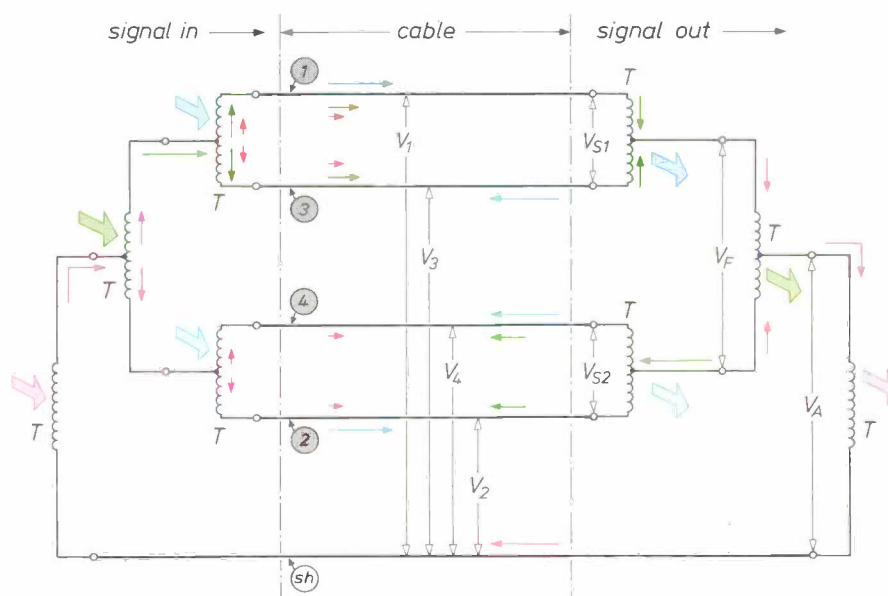 signal in cable signal out
1
T
V1 VS1
T
3
T
V3 VF
T
4
T
V4 VS2
VA
T T T
2
V2
sh